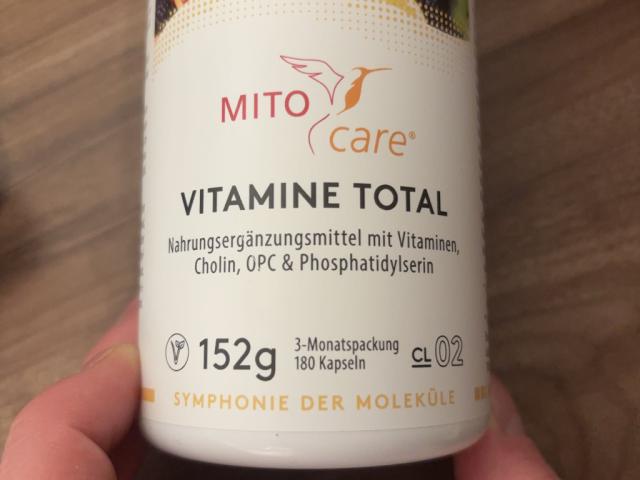 MITO
care®
VITAMINE TOTAL
Nahrungsergänzungsmittel mit Vitaminen,
Cholin, OPC & Phosphatidylserin
152g
3-Monatspackung
180 Kapseln
CL 02
SYMPHONIE DER MOLEKÜLE